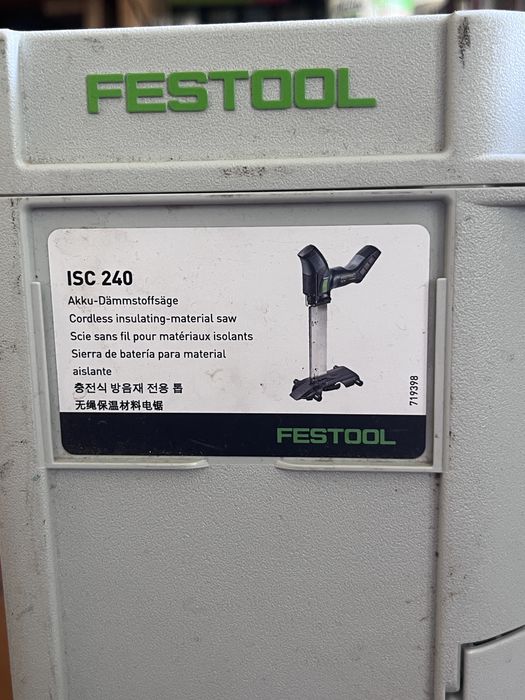 FESTOOL
ISC 240
Akku-Dämmstoffsäge
Cordless insulating-material saw
Scie sans fil pour matériaux isolants
Sierra de batería para material
aislante
충전식 방음재 전용 톱
无绳保温材料电锯
719398
FESTOOL